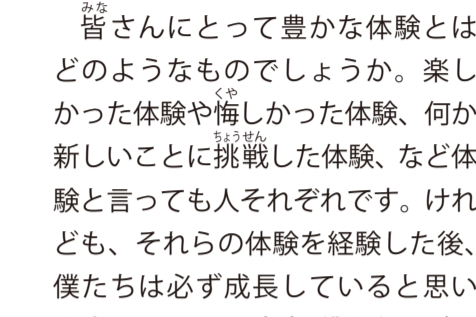 皆さんにとって豊かな体験とは
どのようなものでしょうか。楽し
かった体験や悔しかった体験、何か
新しいことに挑戦した体験、など体
験と言っても人それぞれです。けれ
ども、それらの体験を経験した後、
僕たちは必ず成長していると思い